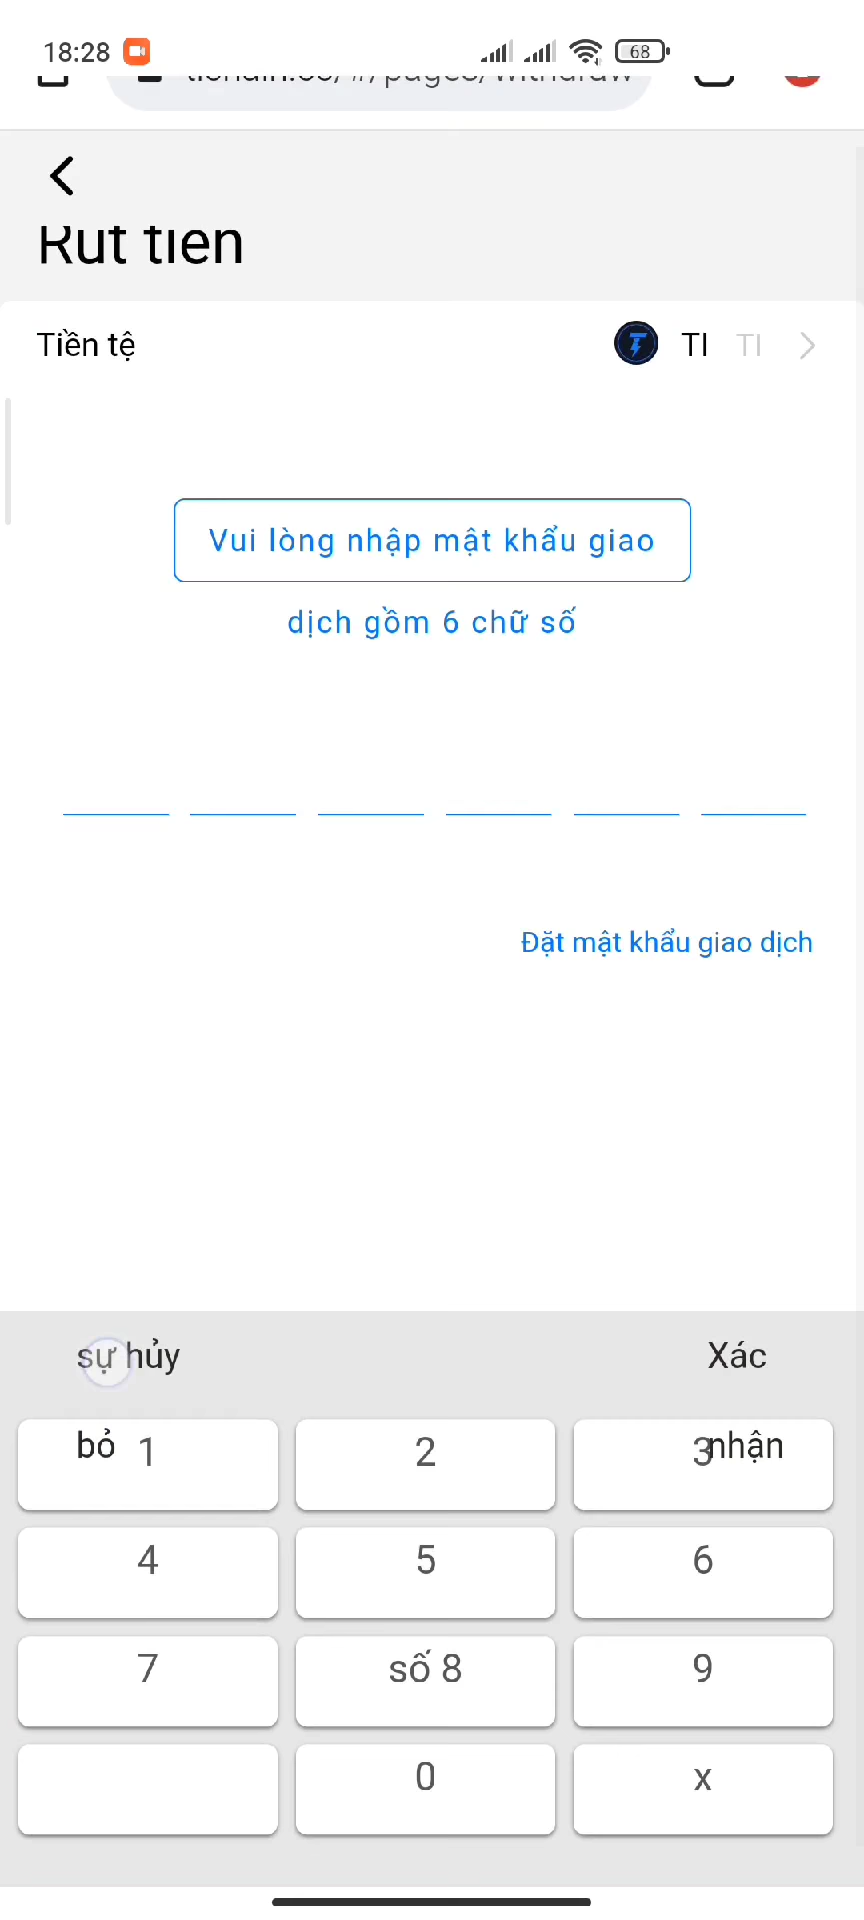 18:28
68
Rút tiền
Tiền tệ
TI TI
Vui lòng nhập mật khẩu giao
dịch gồm 6 chữ số
Đặt mật khẩu giao dịch
sự hủy
bỏ
Xác
nhận
1 2 3
4 5 6
7 số 8 9
0 x